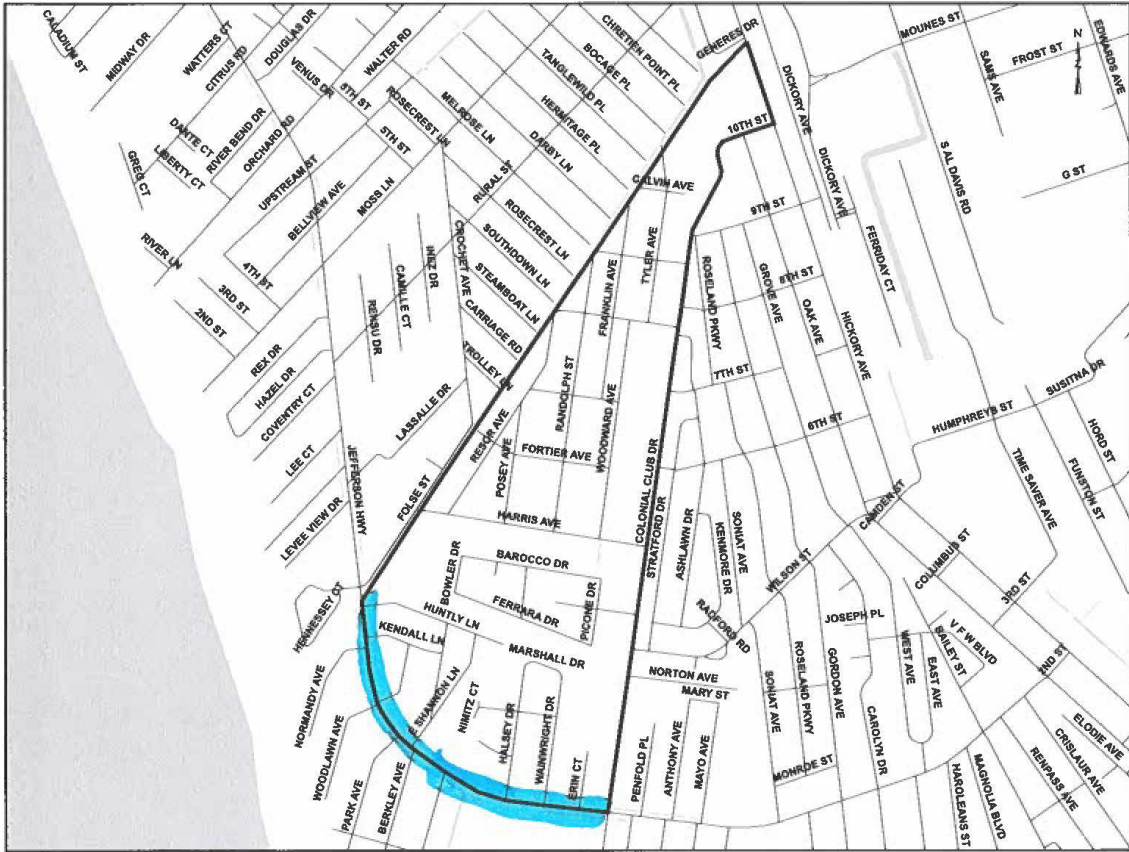 CALADIUM ST
MIDWAY DR
WATTERS CT
CITRUS RD
DOUGLAS DR
VENUS DR
8TH ST
WALTER RD
CHRETIEN POINT PL
BOCAGE PL
TANGLEWILD PL
HERMITAGE PL
GENERES DR
DICKORY AVE
MOUNES ST
SAMS AVE
FROST ST
N
EDWARDS AVE
DANTE CT
LIBERTY CT
RIVER BEND DR
ORCHARD RD
GREG CT
ROSECREST LN
5TH ST
MELROSE LN
DARBY LN
10TH ST
DICKORY AVE
S AL DAVIS RD
G ST
UPSTREAM ST
BELLVIEW AVE
MOSS LN
RURAL ST
CALVIN AVE
RIVER LN
4TH ST
3RD ST
2ND ST
CROCHET AVE
ROSECREST LN
SOUTHDOWN LN
STEAMBOAT LN
CARRIAGE RD
TROLLEY LN
INEZ DR
CAMILLE CT
RENSU DR
FRANKLIN AVE
TYLER AVE
9TH ST
ROSELAND PKWY
8TH ST
GROVE AVE
OAK AVE
HICKORY AVE
FERRIDAY CT
REX DR
HAZEL DR
COVENTRY CT
RANDOLPH ST
WOODWARD AVE
7TH ST
SUSITNA DR
LASSALLE DR
RESOR AVE
6TH ST
HUMPHREYS ST
HORD ST
FUNSTON ST
LEE CT
JEFFERSON HWY
POSEY AVE
FORTIER AVE
TIME SAVER AVE
LEVEE VIEW DR
FOLSE ST
COLONIAL CLUB DR
STRATFORD DR
ASHLAWN DR
KENMORE DR
SONIAT AVE
CAMDEN ST
HARRIS AVE
WILSON ST
COLUMBUS ST
3RD ST
BAROCCO DR
BOWLER DR
FERRARA DR
PICONE DR
HENNESSEY CT
HUNTLY LN
KENDALL LN
MARSHALL DR
RADFORD RD
JOSEPH PL
WEST AVE
BAILEY ST
EAST AVE
V F W BLVD
2ND ST
NORTON AVE
MARY ST
NORMANDY AVE
SHANNON LN
NIMITZ CT
HALSEY DR
WAINWRIGHT DR
ERIN CT
SONIAT AVE
ROSELAND PKWY
GORDON AVE
CAROLYN DR
WOODLAWN AVE
PARK AVE
BERKLEY AVE
PENFOLD PL
ANTHONY AVE
MAYO AVE
MONROE ST
HAROLEANS ST
MAGNOLIA BLVD
RENPASS AVE
CRISLAUR AVE
ELODIE AVE